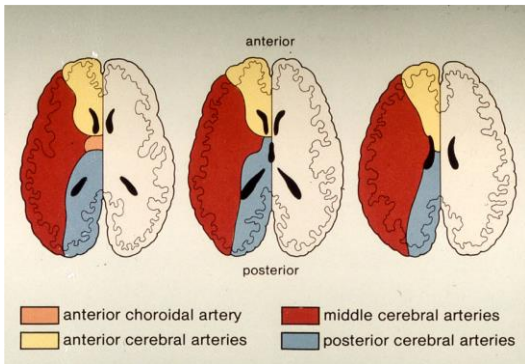 anterior
posterior
anterior choroidal artery
anterior cerebral arteries
middle cerebral arteries
posterior cerebral arteries